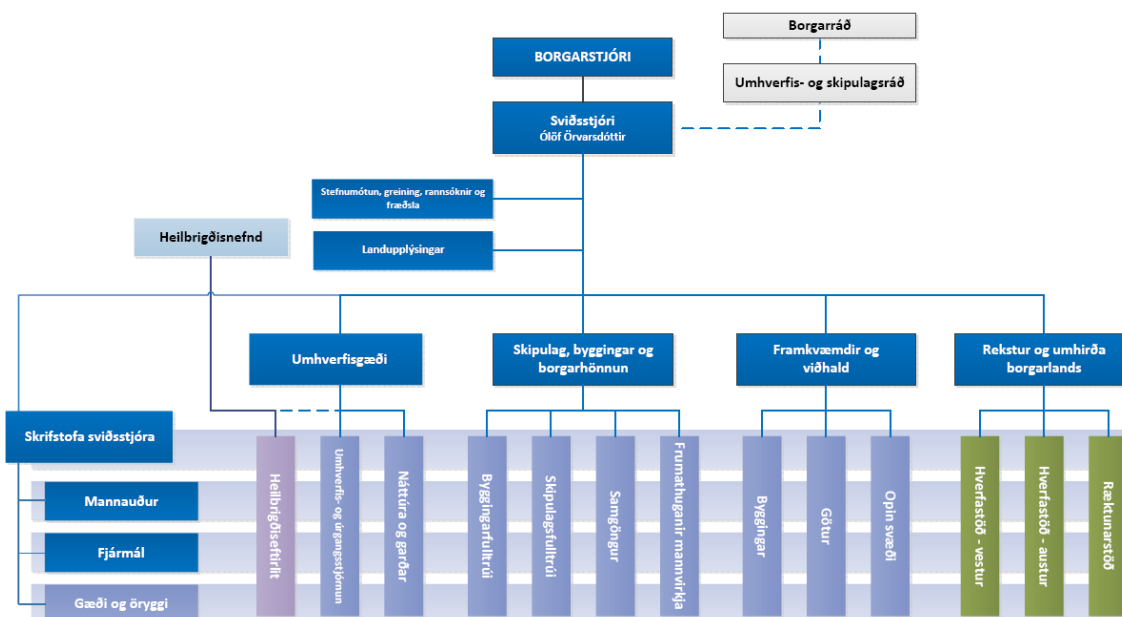 Borgarráð
BORGARSTJÓRI
Umhverfis- og skipulagsráð
Sviðsstjóri
Ólöf Örvarsdóttir
Stefnumótun, greining, rannsóknir og
fræðsla
Heilbrigðisnefnd
Landupplýsingar
Umhverfisgæði
Skipulag, byggingar og
borgarhönnun
Framkvæmdir og
viðhald
Rekstur og umhirða
borgarlands
Skrifstofa sviðsstjóra
Mannauður
Fjármál
Gæði og öryggi
Heilbrigðiseftirlit
Umhverfis- og úrgangsstjórnun
Náttúra og garðar
Byggingarfulltrúi
Skipulagsfulltrúi
Samgöngur
Frumathuganir mannvirkja
Byggingar
Götur
Opin svæði
Hverfastöð - vestur
Hverfastöð - austur
Ræktunarstöð